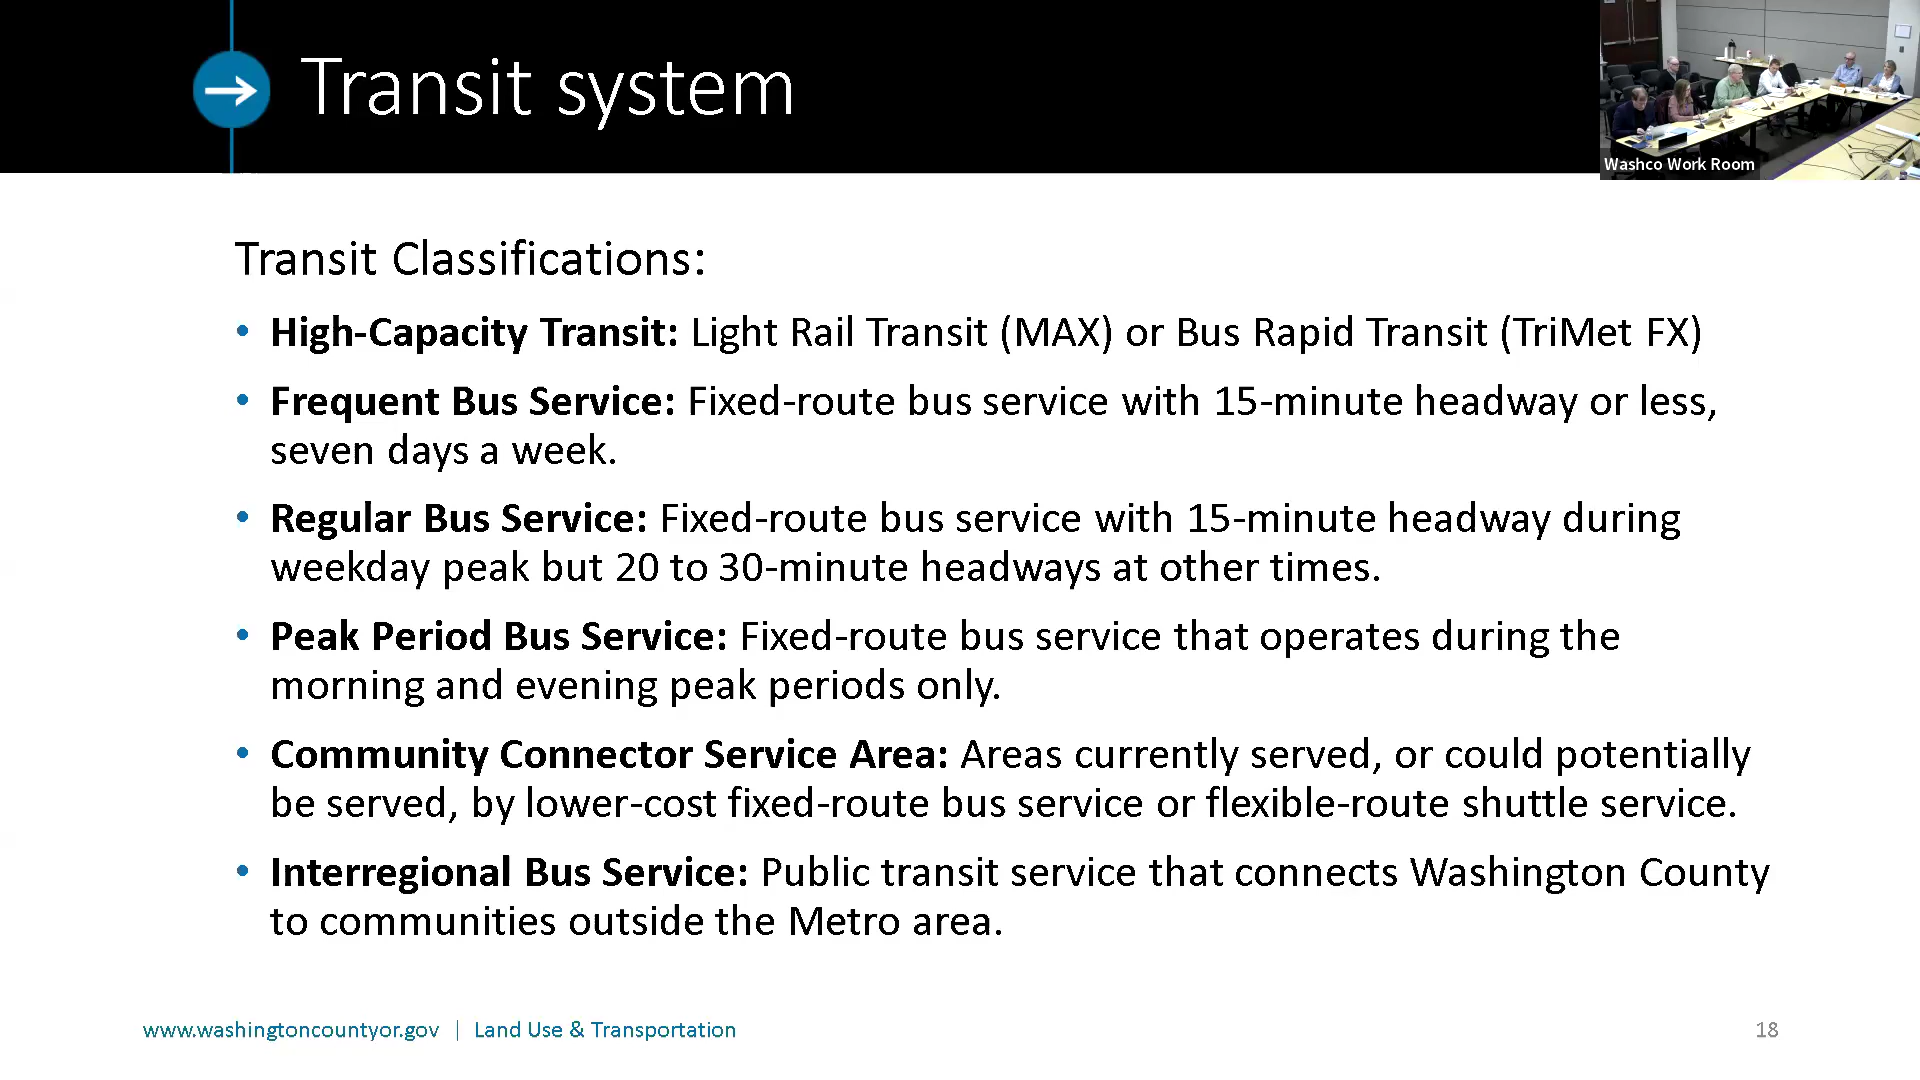 Transit system
Washco Work Room
Transit Classifications:
• High-Capacity Transit: Light Rail Transit (MAX) or Bus Rapid Transit (TriMet FX)
• Frequent Bus Service: Fixed-route bus service with 15-minute headway or less,
seven days a week.
• Regular Bus Service: Fixed-route bus service with 15-minute headway during
weekday peak but 20 to 30-minute headways at other times.
• Peak Period Bus Service: Fixed-route bus service that operates during the
morning and evening peak periods only.
• Community Connector Service Area: Areas currently served, or could potentially
be served, by lower-cost fixed-route bus service or flexible-route shuttle service.
• Interregional Bus Service: Public transit service that connects Washington County
to communities outside the Metro area.
www.washingtoncountyor.gov | Land Use & Transportation
18